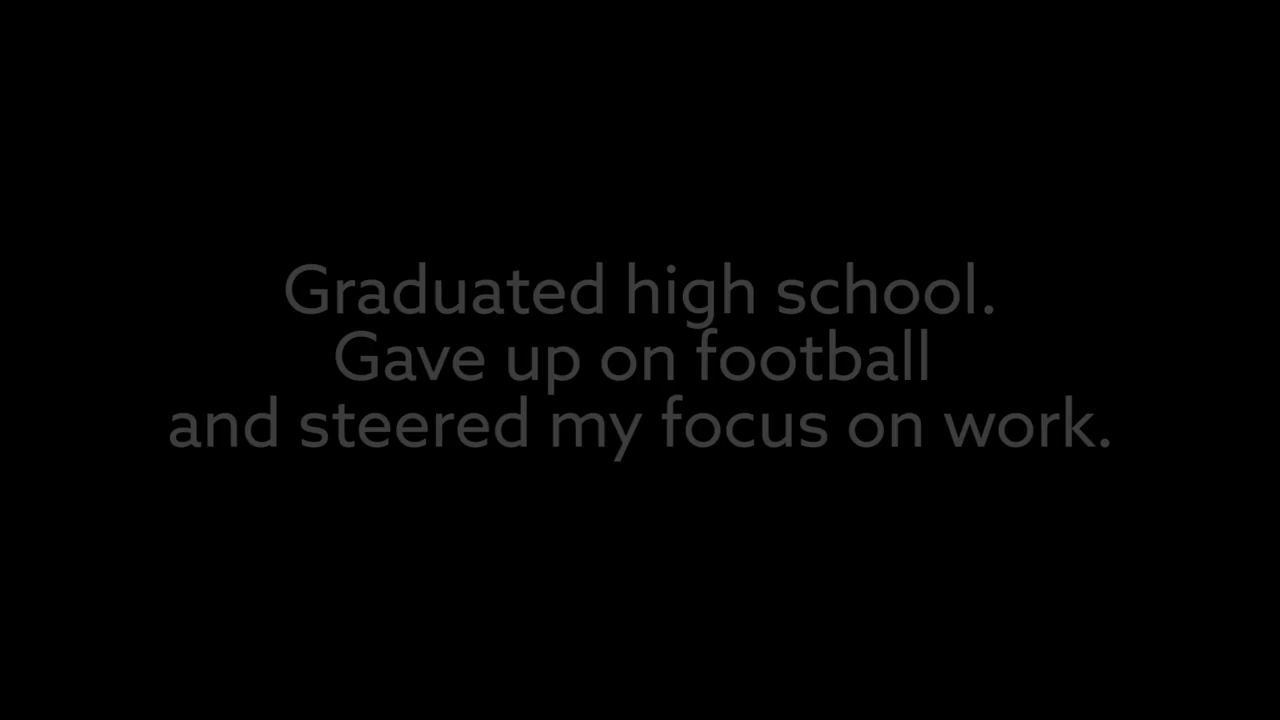 Graduated high school.
Gave up on football
and steered my focus on work.